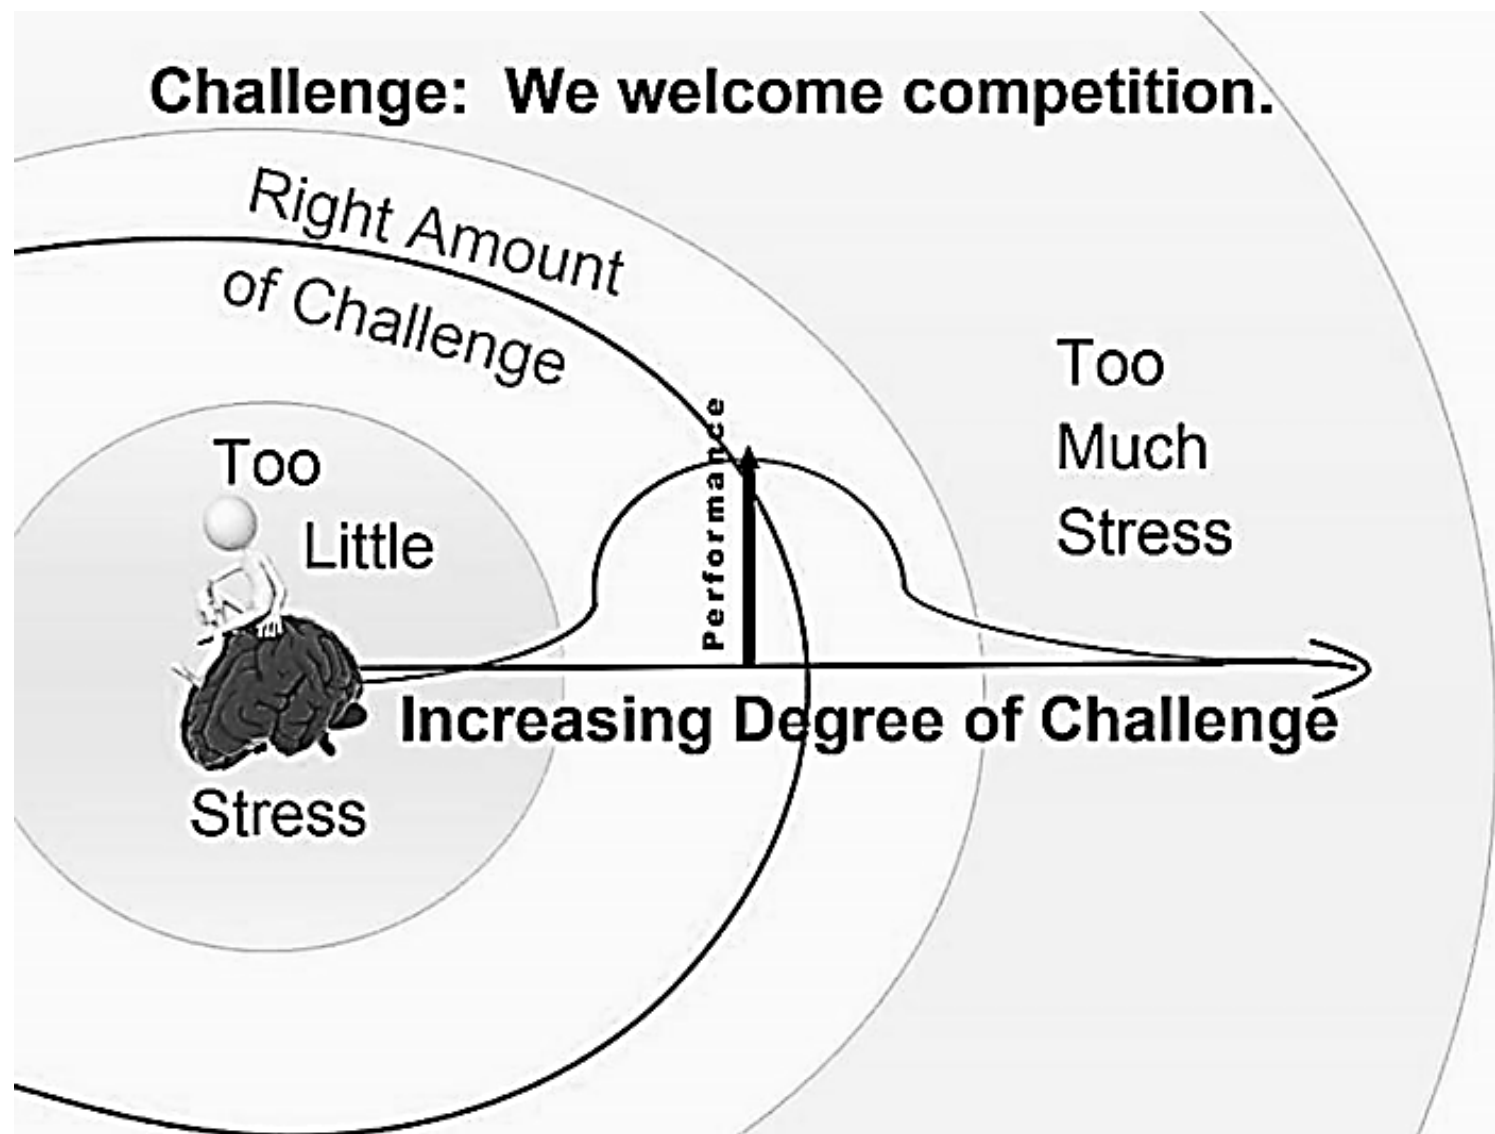 Challenge: We welcome competition.
Right Amount
of Challenge
Too
Little
Stress
Performance
Too
Much
Stress
Increasing Degree of Challenge